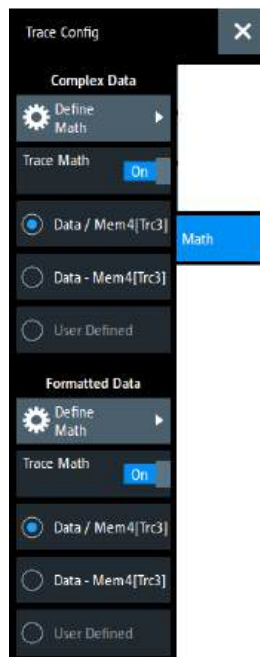 Trace Config
Complex Data
Define
Math
Trace Math
On
Data / Mem4[Trc3]
Math
Data - Mem4[Trc3]
User Defined
Formatted Data
Define
Math
Trace Math
On
Data / Mem4[Trc3]
Data - Mem4[Trc3]
User Defined